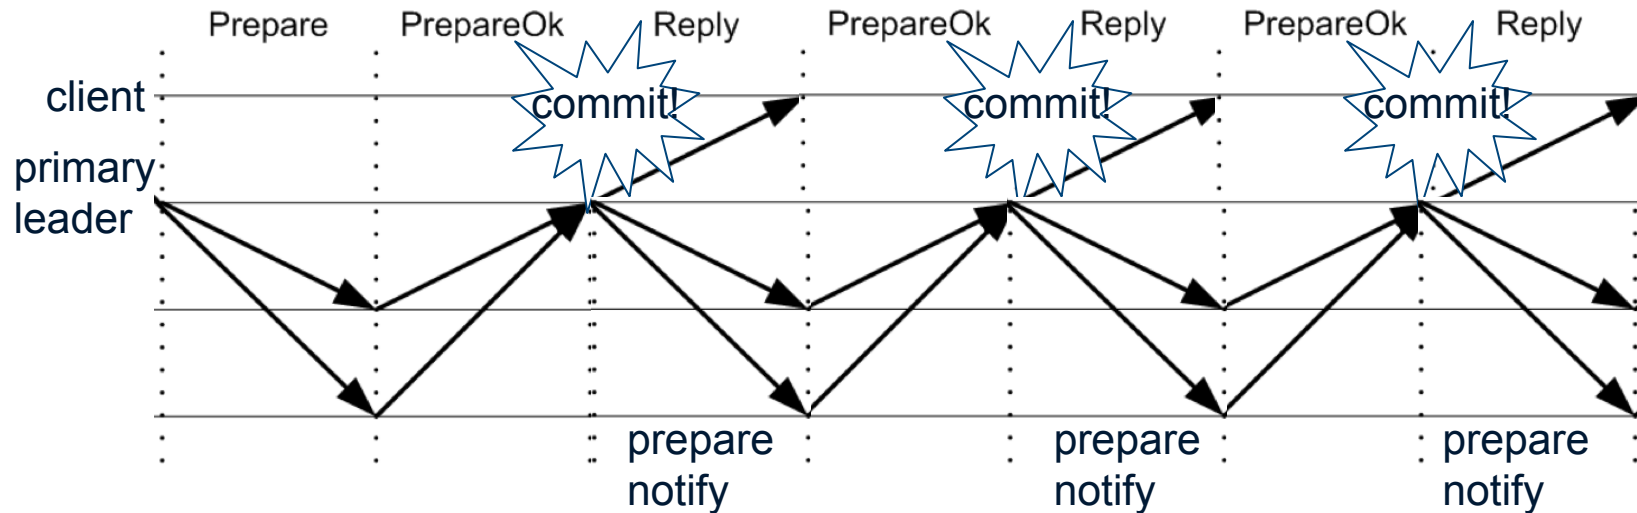 Prepare PrepareOk Reply PrepareOk Reply PrepareOk Reply
client commit! commit! commit!
primary
leader
prepare prepare prepare
notify notify notify